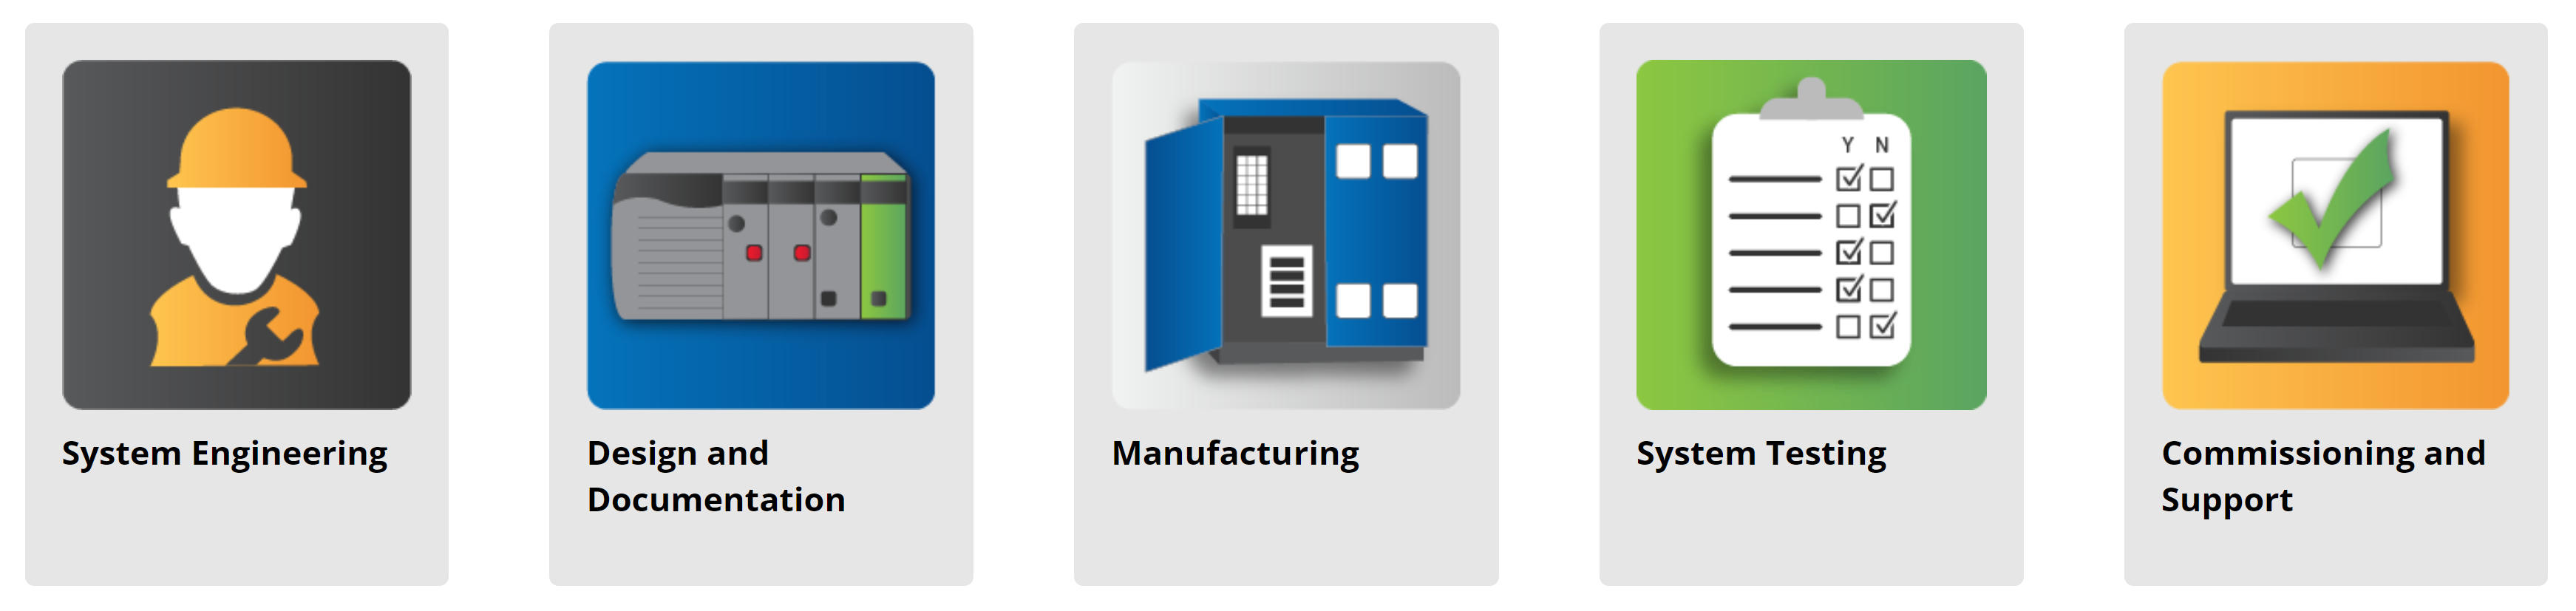 System Engineering
Design and
Documentation
Manufacturing
Y N
System Testing
Commissioning and
Support